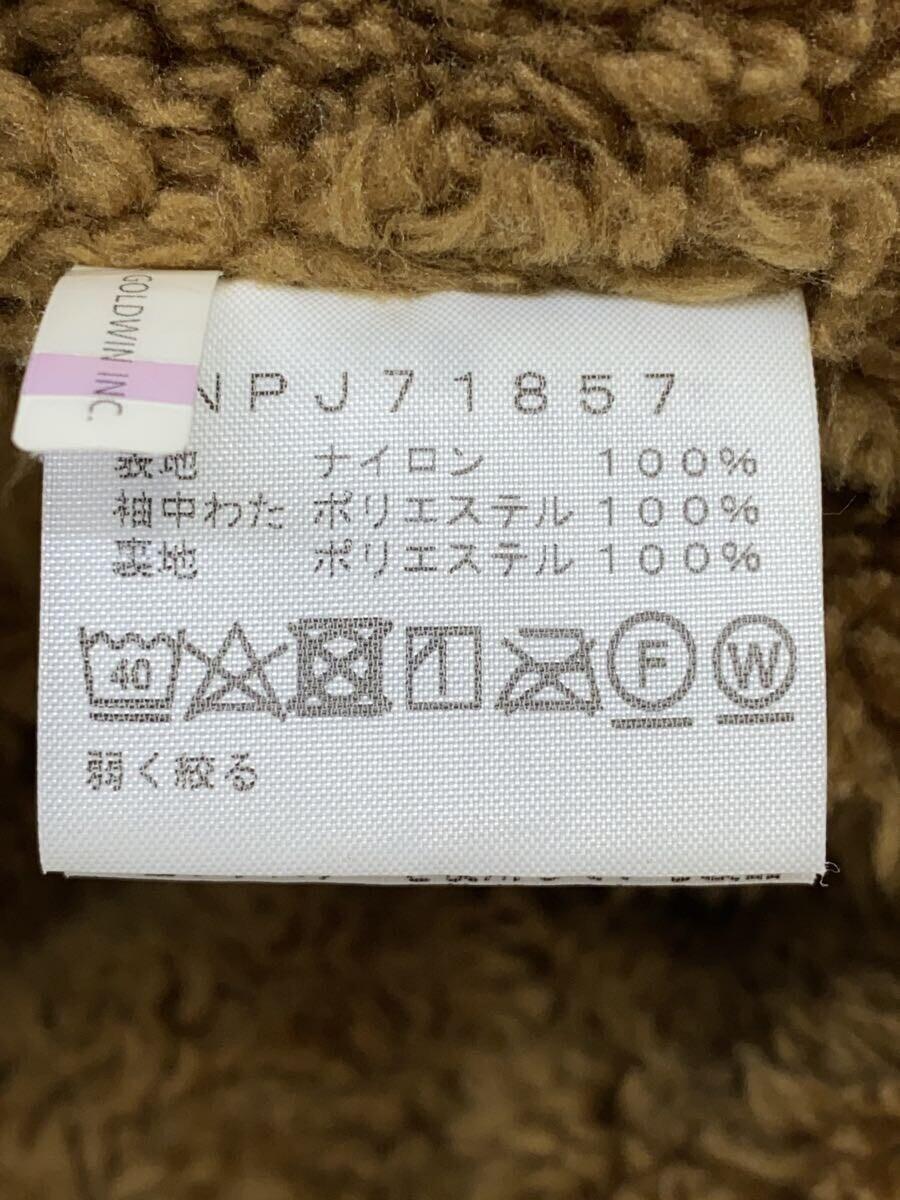 GOLDWIN INC.
NPJ71857
表地 ナイロン 100%
袖中わた ポリエステル 100%
裏地 ポリエステル 100%
40 F W
弱く絞る